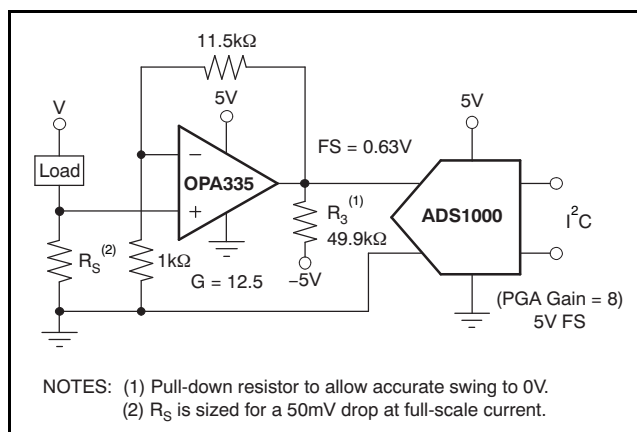 11.5kΩ
V
5V
5V
Load
FS = 0.63V
−
OPA335
+
R3(1)
49.9kΩ
ADS1000
I2C
RS(2)
1kΩ
G = 12.5
−5V
(PGA Gain = 8)
5V FS
NOTES: (1) Pull-down resistor to allow accurate swing to 0V.
(2) RS is sized for a 50mV drop at full-scale current.